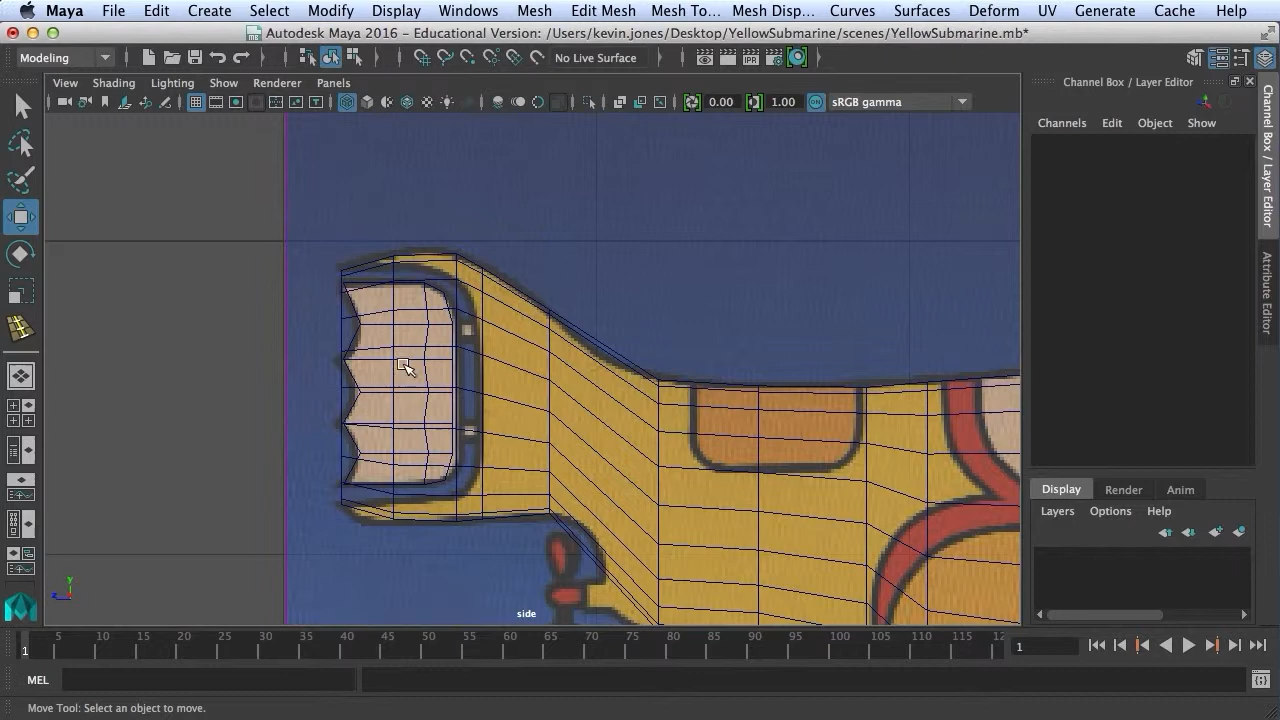 Maya File Edit Create Select Modify Display Windows Mesh Edit Mesh Mesh To... Mesh Disp... Curves Surfaces Deform UV Generate Cache Help
Autodesk Maya 2016 - Educational Version: /Users/kevin.jones/Desktop/YellowSubmarine/scenes/YellowSubmarine.mb*
Modeling No Live Surface
View Shading Lighting Show Renderer Panels
0.00 1.00 ON sRGB gamma
Channel Box / Layer Editor
Channels Edit Object Show
Channel Box / Layer Editor
Attribute Editor
Display Render Anim
Layers Options Help
y
z
side
5 10 15 20 25 30 35 40 45 50 55 60 65 70 75 80 85 90 95 100 105 110 115 12
1
1
MEL
Move Tool: Select an object to move.